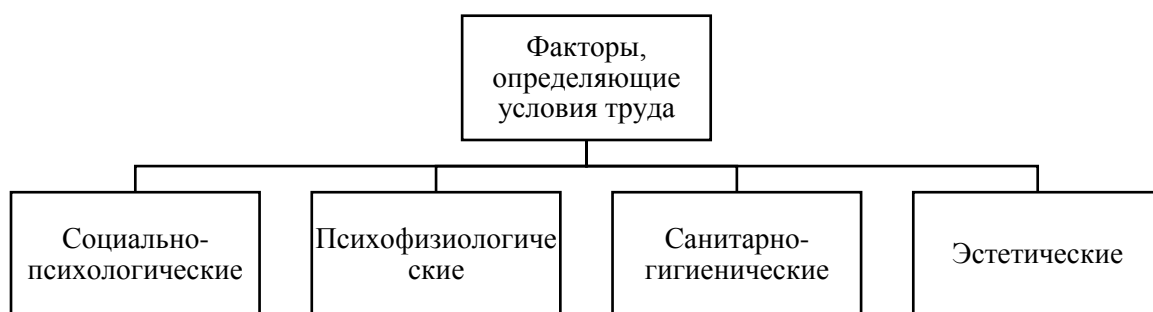 Факторы,
определяющие
условия труда
Социально-
психологические
Психофизиологиче
ские
Санитарно-
гигиенические
Эстетические